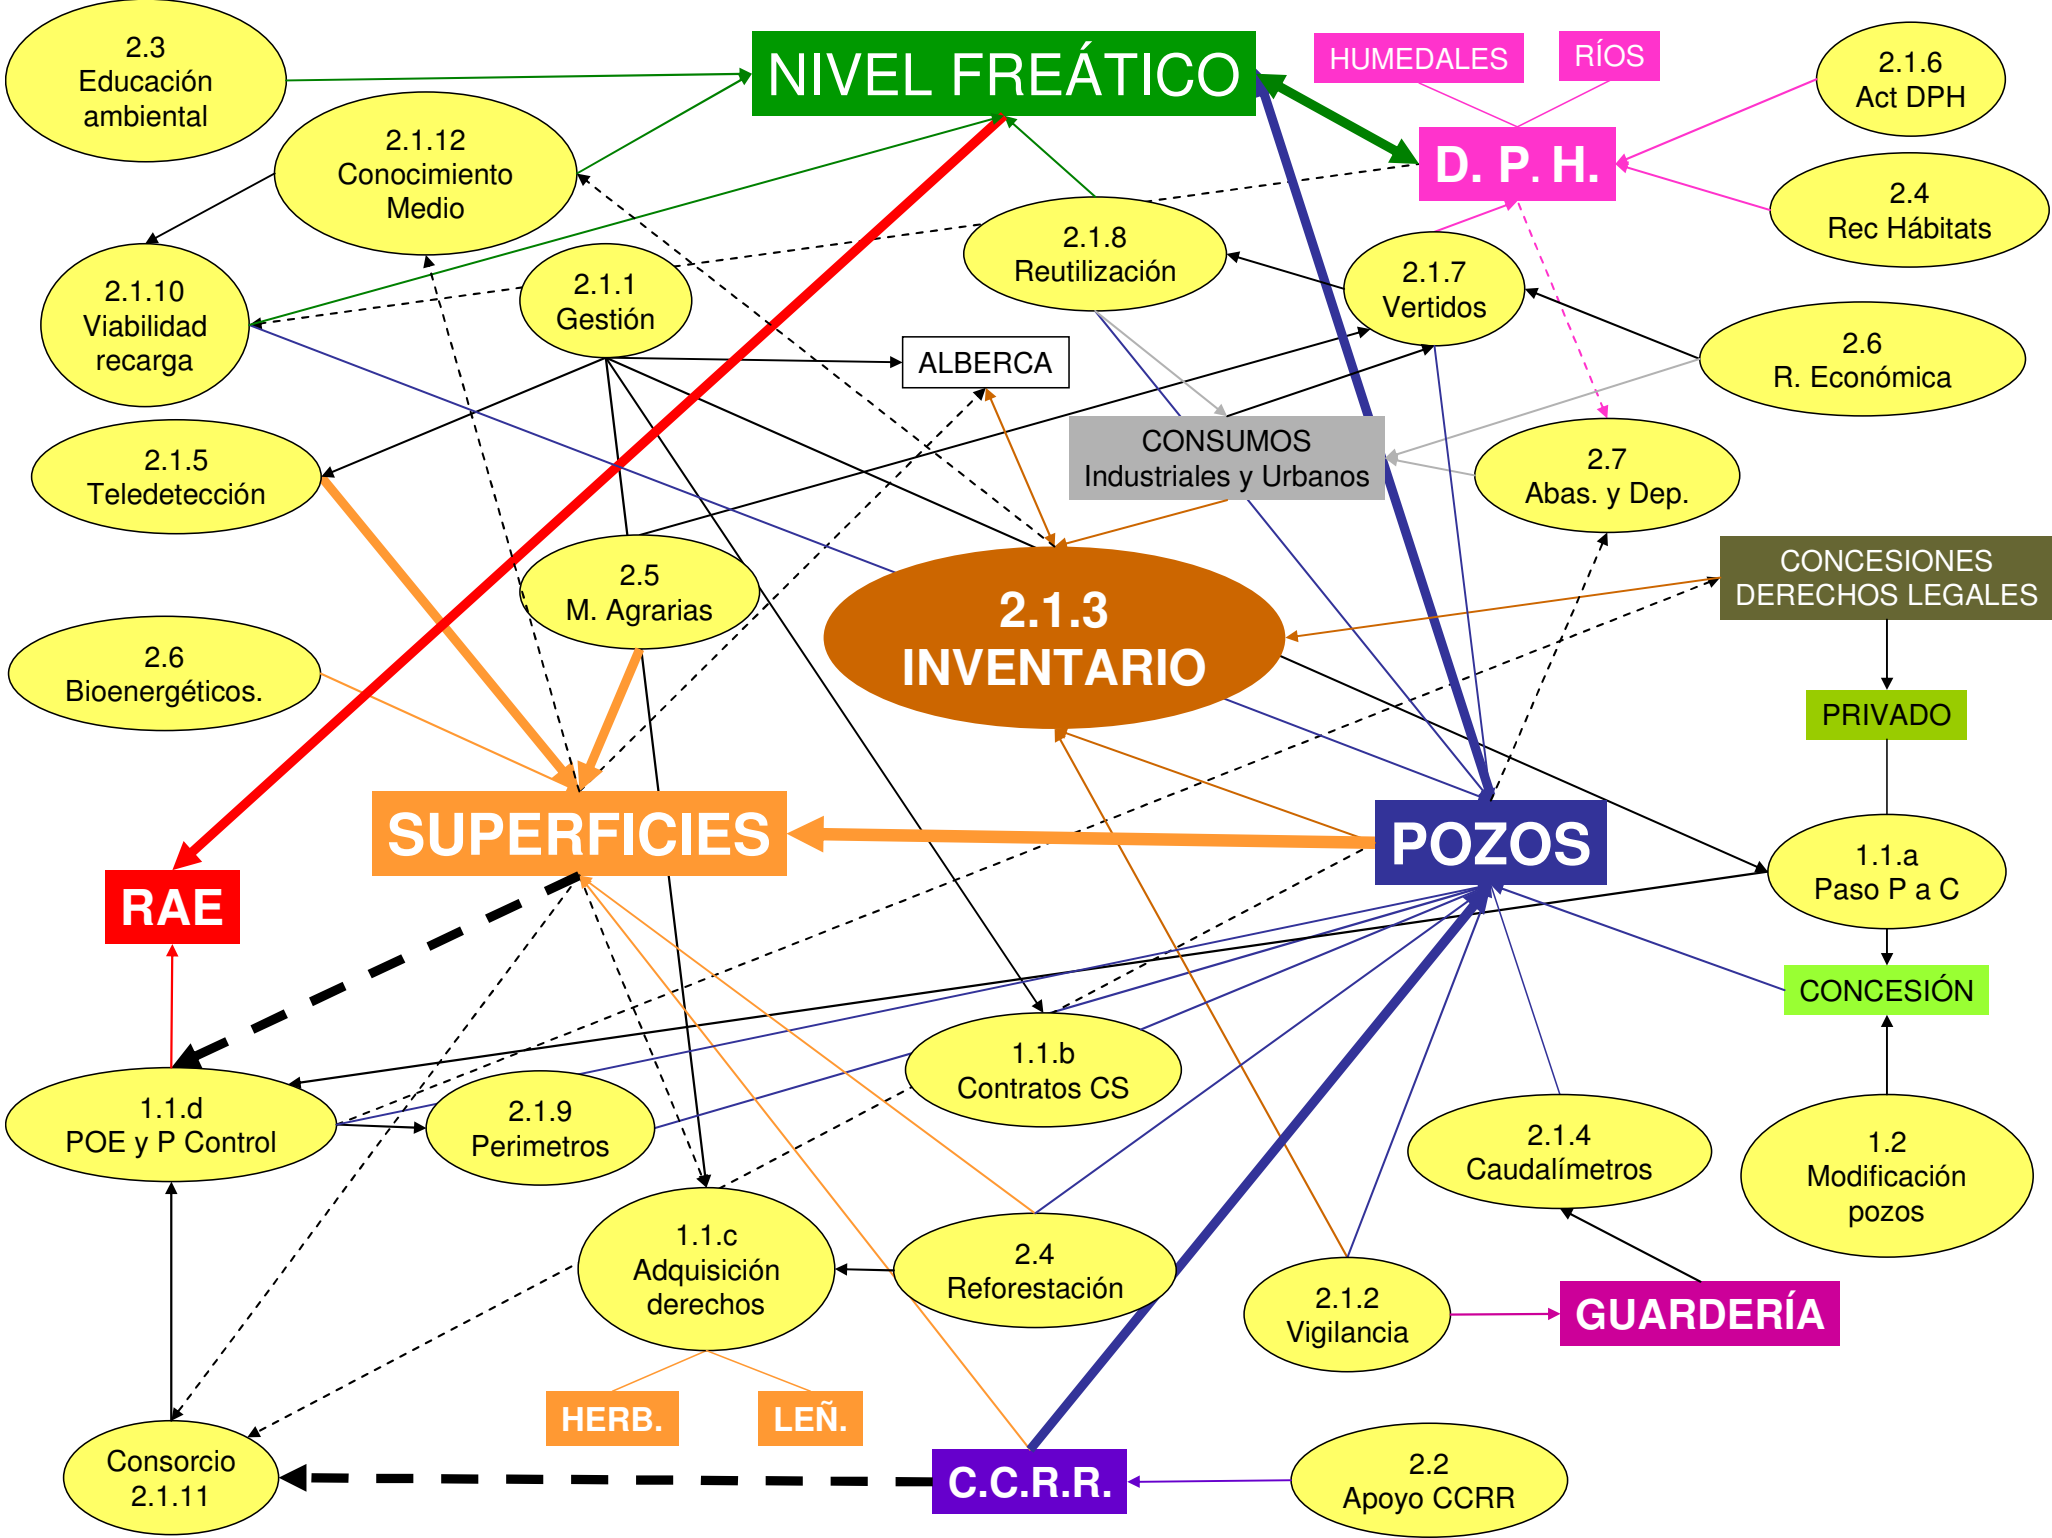 2.3
Educación
ambiental
NIVEL FREÁTICO
HUMEDALES
RÍOS
2.1.6
Act DPH
2.1.12
Conocimiento
Medio
D. P. H.
2.4
Rec Hábitats
2.1.10
Viabilidad
recarga
2.1.1
Gestión
2.1.8
Reutilización
2.1.7
Vertidos
2.6
R. Económica
ALBERCA
2.1.5
Teledetección
CONSUMOS
Industriales y Urbanos
2.7
Abas. y Dep.
2.5
M. Agrarias
2.1.3
INVENTARIO
CONCESIONES
DERECHOS LEGALES
2.6
Bioenergéticos.
PRIVADO
SUPERFICIES
POZOS
1.1.a
Paso P a C
RAE
CONCESIÓN
1.1.d
POE y P Control
2.1.9
Perimetros
1.1.b
Contratos CS
2.1.4
Caudalímetros
1.2
Modificación
pozos
1.1.c
Adquisición
derechos
2.4
Reforestación
2.1.2
Vigilancia
GUARDERÍA
HERB.
LEÑ.
Consorcio
2.1.11
C.C.R.R.
2.2
Apoyo CCRR